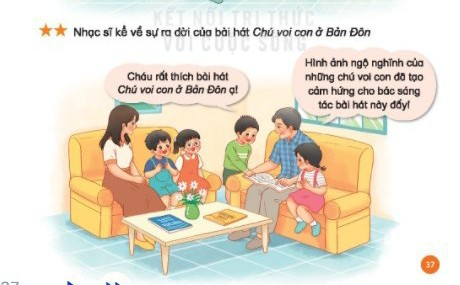 KẾT NỐI TRI THỨC
VỚI CUỘC SỐNG
★★ Nhạc sĩ kể về sự ra đời của bài hát Chú voi con ở Bản Đôn
Cháu rất thích bài hát
Chú voi con ở Bản Đôn ạ!
Hình ảnh ngộ nghĩnh của
những chú voi con đã tạo
cảm hứng cho bác sáng
tác bài hát này đấy!
37